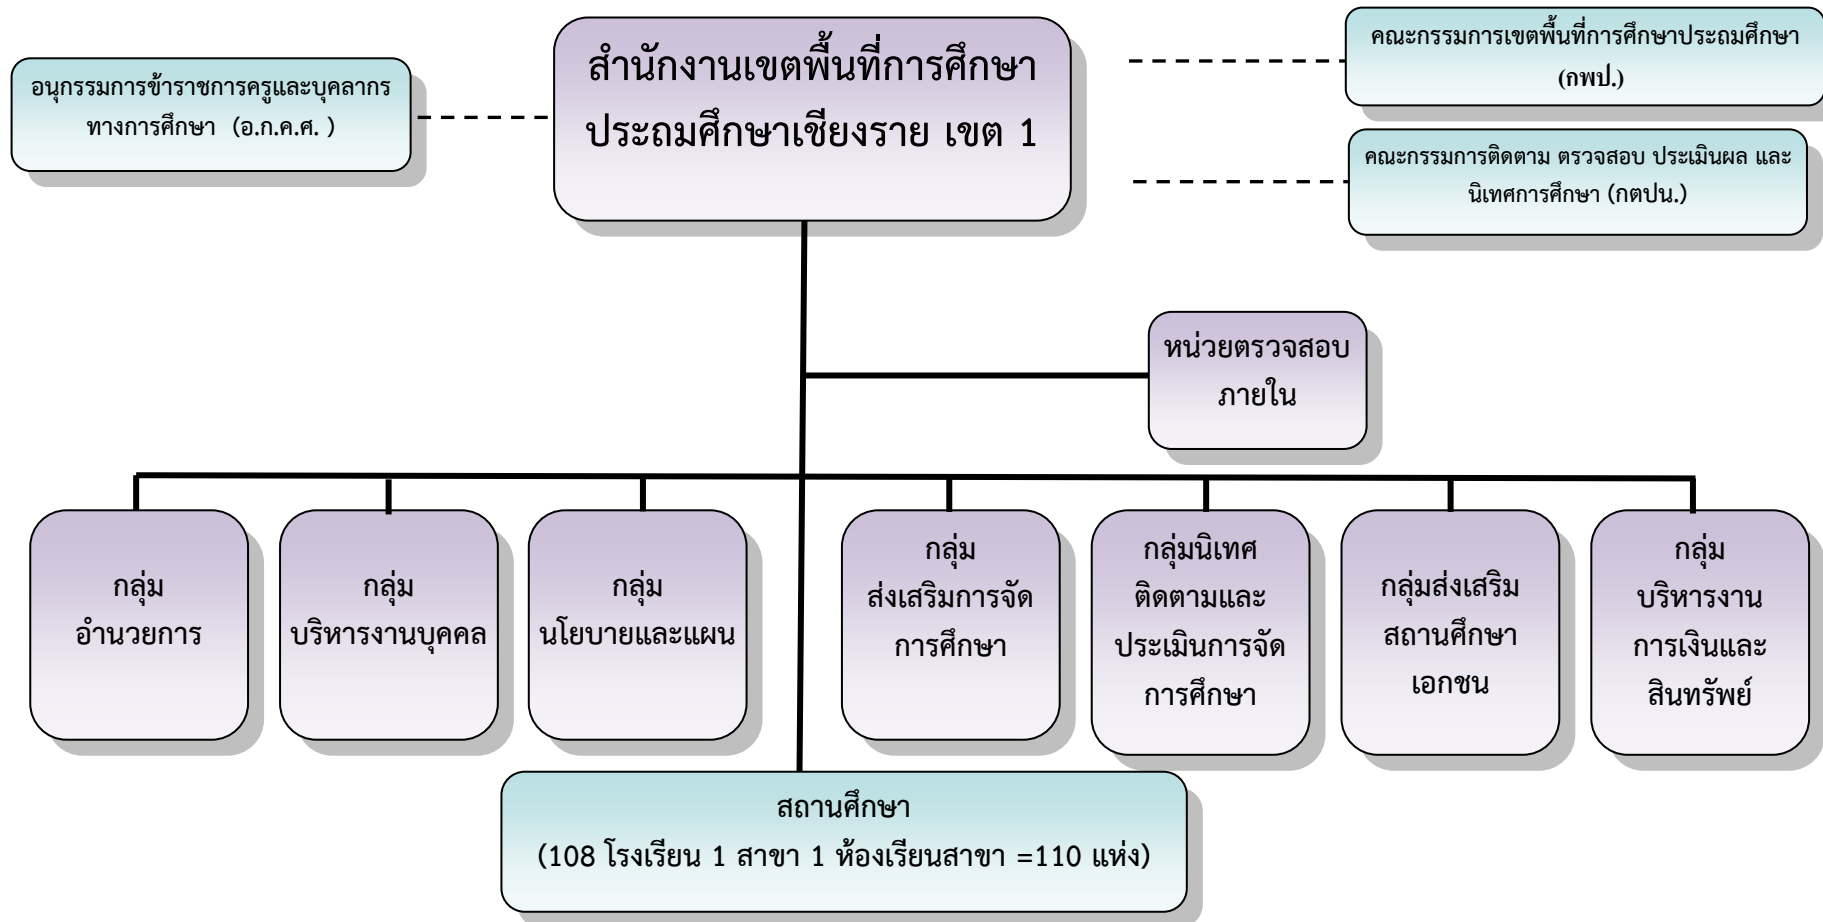 สำนักงานเขตพื้นที่การศึกษา
ประถมศึกษาเชียงราย เขต 1
อนุกรรมการข้าราชการครูและบุคลากร
ทางการศึกษา (อ.ก.ค.ศ. )
คณะกรรมการเขตพื้นที่การศึกษาประถมศึกษา
(กพป.)
คณะกรรมการติดตาม ตรวจสอบ ประเมินผล และ
นิเทศการศึกษา (กตปน.)
หน่วยตรวจสอบ
ภายใน
กลุ่ม
อำนวยการ
กลุ่ม
บริหารงานบุคคล
กลุ่ม
นโยบายและแผน
กลุ่ม
ส่งเสริมการจัด
การศึกษา
กลุ่มนิเทศ
ติดตามและ
ประเมินการจัด
การศึกษา
กลุ่มส่งเสริม
สถานศึกษา
เอกชน
กลุ่ม
บริหารงาน
การเงินและ
สินทรัพย์
สถานศึกษา
(108 โรงเรียน 1 สาขา 1 ห้องเรียนสาขา =110 แห่ง)